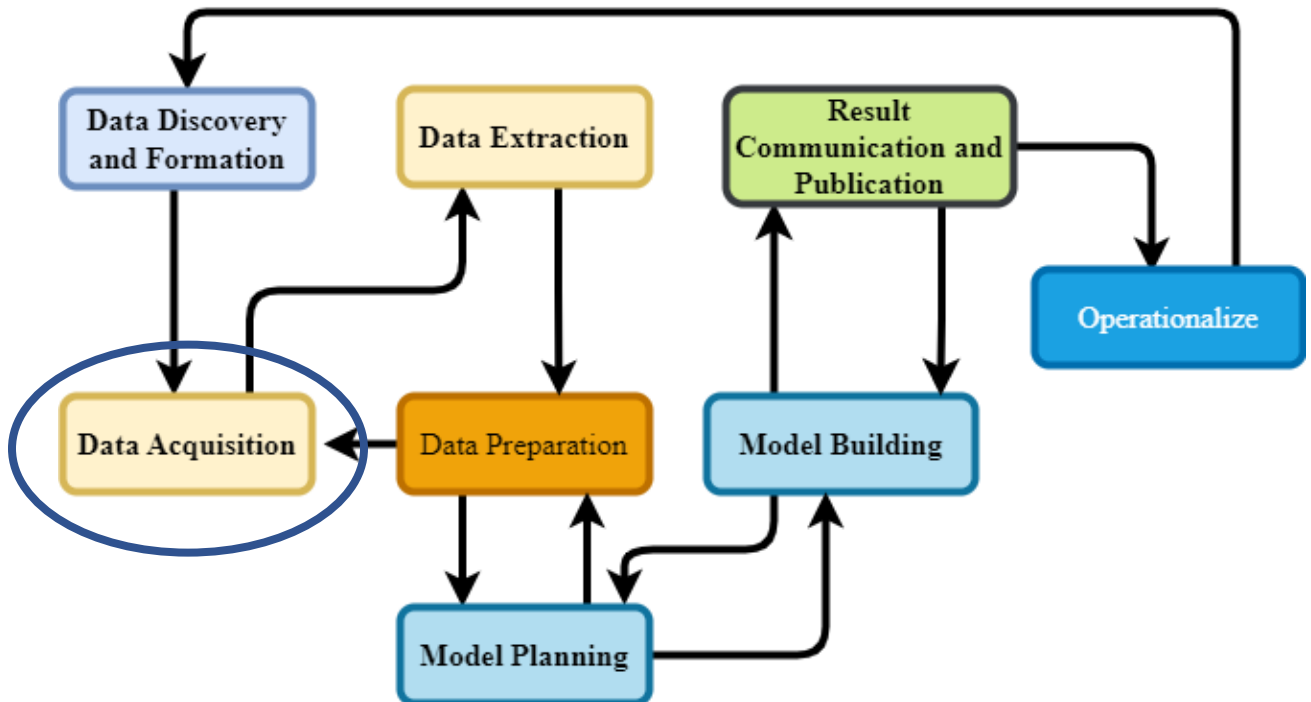 Data Discovery
and Formation
Data Extraction
Result
Communication and
Publication
Operationalize
Data Acquisition
Data Preparation
Model Building
Model Planning